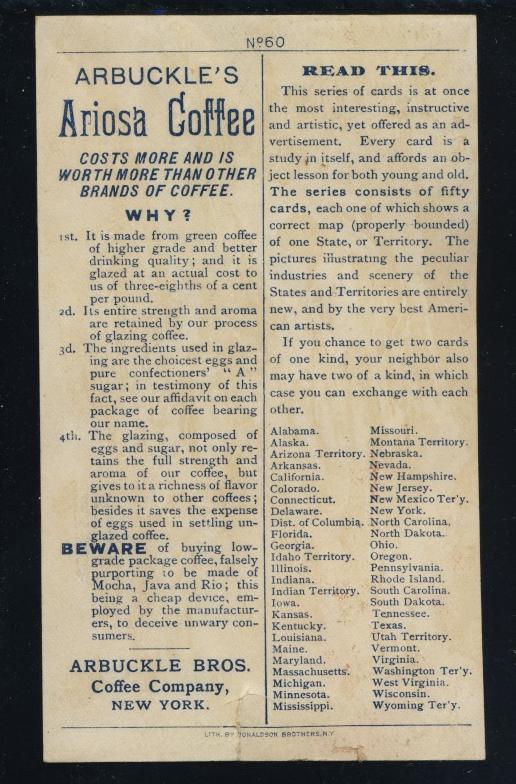 Nº 60
ARBUCKLE'S
Ariosa Coffee
COSTS MORE AND IS
WORTH MORE THAN OTHER
BRANDS OF COFFEE.
WHY?
1st. It is made from green coffee
of higher grade and better
drinking quality; and it is
glazed at an actual cost to
us of three-eighths of a cent
per pound.
2d. Its entire strength and aroma
are retained by our process
of glazing coffee.
3d. The ingredients used in glaz-
ing are the choicest eggs and
pure confectioners' "A"
sugar; in testimony of this
fact, see our affidavit on each
package of coffee bearing
our name.
4th. The glazing, composed of
eggs and sugar, not only re-
tains the full strength and
aroma of our coffee, but
gives to it a richness of flavor
unknown to other coffees;
besides it saves the expense
of eggs used in settling un-
glazed coffee.
BEWARE of buying low-
grade package coffee, falsely
purporting to be made of
Mocha, Java and Rio; this
being a cheap device, em-
ployed by the manufactur-
ers, to deceive unwary con-
sumers.
ARBUCKLE BROS.
Coffee Company,
NEW YORK.
READ THIS.
This series of cards is at once
the most interesting, instructive
and artistic, yet offered as an ad-
vertisement. Every card is a
study in itself, and affords an ob-
ject lesson for both young and old.
The series consists of fifty
cards, each one of which shows a
correct map (properly bounded)
of one State, or Territory. The
pictures illustrating the peculiar
industries and scenery of the
States and Territories are entirely
new, and by the very best Ameri-
can artists.
If you chance to get two cards
of one kind, your neighbor also
may have two of a kind, in which
case you can exchange with each
other.
Alabama.
Alaska.
Arizona Territory.
Arkansas.
California.
Colorado.
Connecticut.
Delaware.
Dist. of Columbia.
Florida.
Georgia.
Idaho Territory.
Illinois.
Indiana.
Indian Territory.
Iowa.
Kansas.
Kentucky.
Louisiana.
Maine.
Maryland.
Massachusetts.
Michigan.
Minnesota.
Mississippi.
Missouri.
Montana Territory.
Nebraska.
Nevada.
New Hampshire.
New Jersey.
New Mexico Ter'y.
New York.
North Carolina.
North Dakota.
Ohio.
Oregon.
Pennsylvania.
Rhode Island.
South Carolina.
South Dakota.
Tennessee.
Texas.
Utah Territory.
Vermont.
Virginia.
Washington Ter'y.
West Virginia.
Wisconsin.
Wyoming Ter'y.
LITH. BY DONALDSON BROTHERS, N.Y.